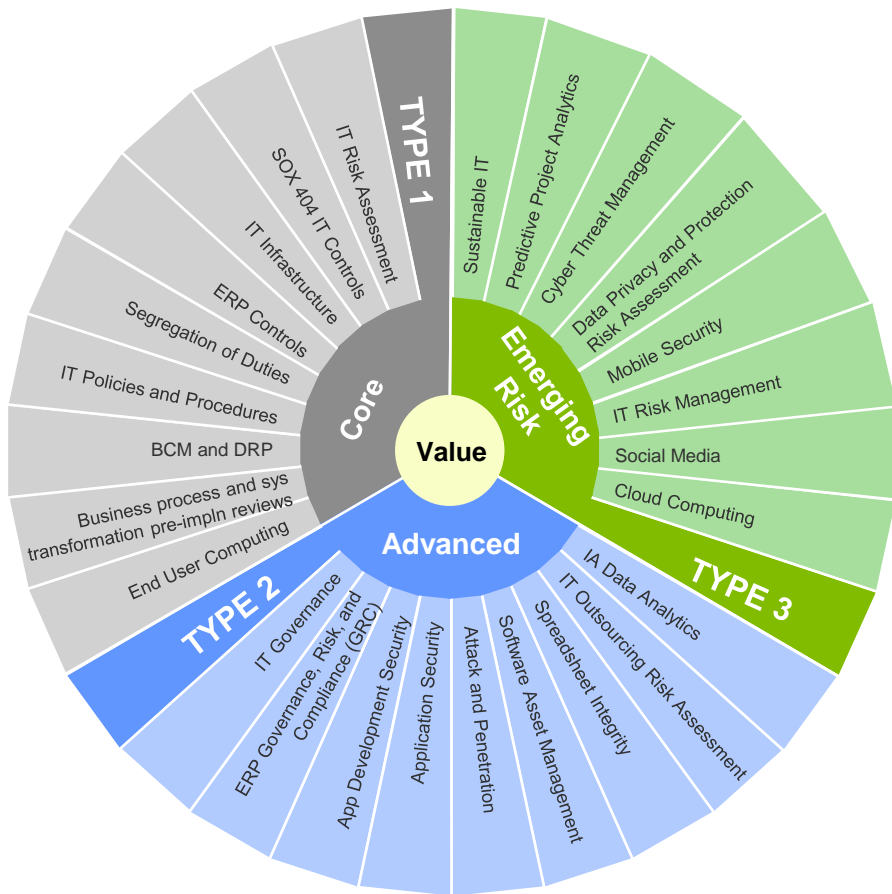 TYPE 1
IT Risk Assessment
SOX 404 IT Controls
IT Infrastructure
ERP Controls
Segregation of Duties
IT Policies and Procedures
BCM and DRP
Business process and sys
transformation pre-impln reviews
End User Computing
Core
Sustainable IT
Predictive Project Analytics
Cyber Threat Management
Data Privacy and Protection
Risk Assessment
Mobile Security
IT Risk Management
Social Media
Cloud Computing
TYPE 3
Emerging
Risk
Value
Advanced
TYPE 2
IT Governance
ERP Governance, Risk, and
Compliance (GRC)
App Development Security
Application Security
Attack and Penetration
Software Asset Management
Spreadsheet Integrity
IT Outsourcing Risk Assessment
IA Data Analytics